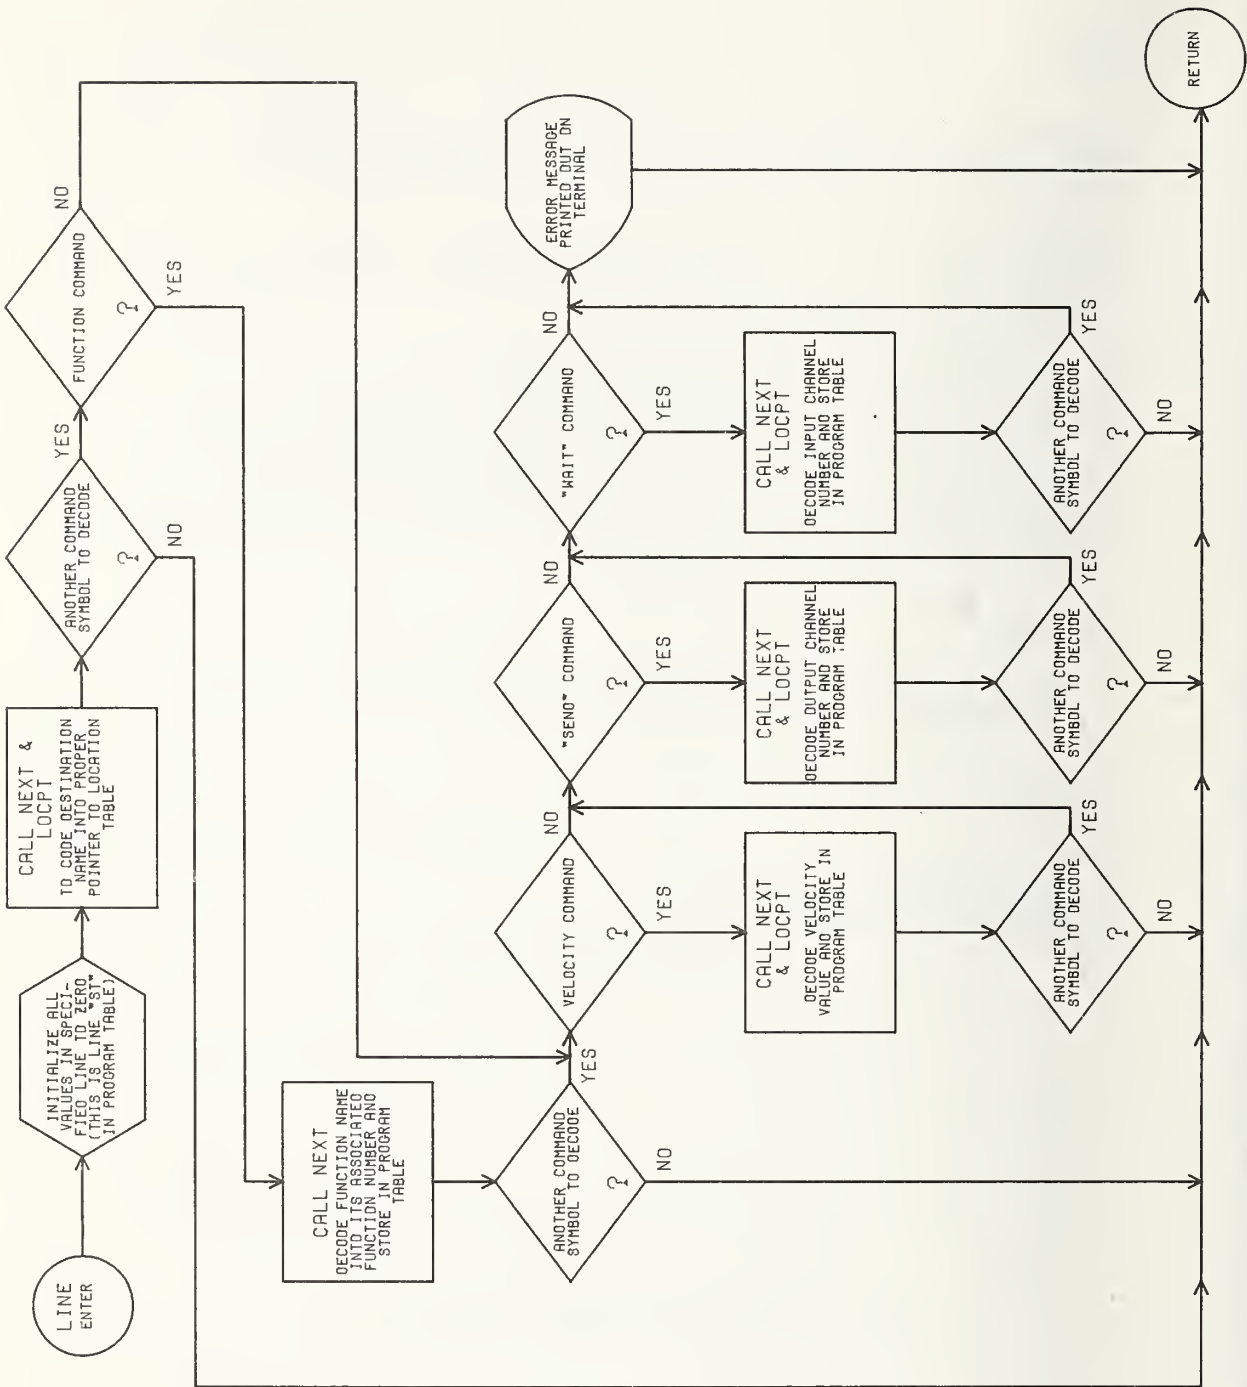 LINE
ENTER
INITIALIZE ALL
VALUES IN SPECI-
FIED LINE TO ZERO
(THIS IS LINE "ST"
IN PROGRAM TABLE)
CALL NEXT &
LOCPT
TO CODE DESTINATION
NAME INTO PROPER
POINTER TO LOCATION
TABLE
ANOTHER COMMAND
SYMBOL TO DECODE
?
YES
NO
FUNCTION COMMAND
?
NO
YES
CALL NEXT
DECODE FUNCTION NAME
INTO ITS ASSOCIATED
FUNCTION NUMBER AND
STORE IN PROGRAM
TABLE
ANOTHER COMMAND
SYMBOL TO DECODE
?
YES
NO
VELOCITY COMMAND
?
NO
YES
CALL NEXT
& LOCPT
DECODE VELOCITY
VALUE AND STORE IN
PROGRAM TABLE
ANOTHER COMMAND
SYMBOL TO DECODE
?
YES
NO
"SEND" COMMAND
?
NO
YES
CALL NEXT
& LOCPT
DECODE OUTPUT CHANNEL
NUMBER AND STORE
IN PROGRAM TABLE
ANOTHER COMMAND
SYMBOL TO DECODE
?
YES
NO
"WAIT" COMMAND
?
NO
YES
CALL NEXT
& LOCPT
DECODE INPUT CHANNEL
NUMBER AND STORE
IN PROGRAM TABLE
ANOTHER COMMAND
SYMBOL TO DECODE
?
YES
NO
ERROR MESSAGE
PRINTED OUT ON
TERMINAL
RETURN